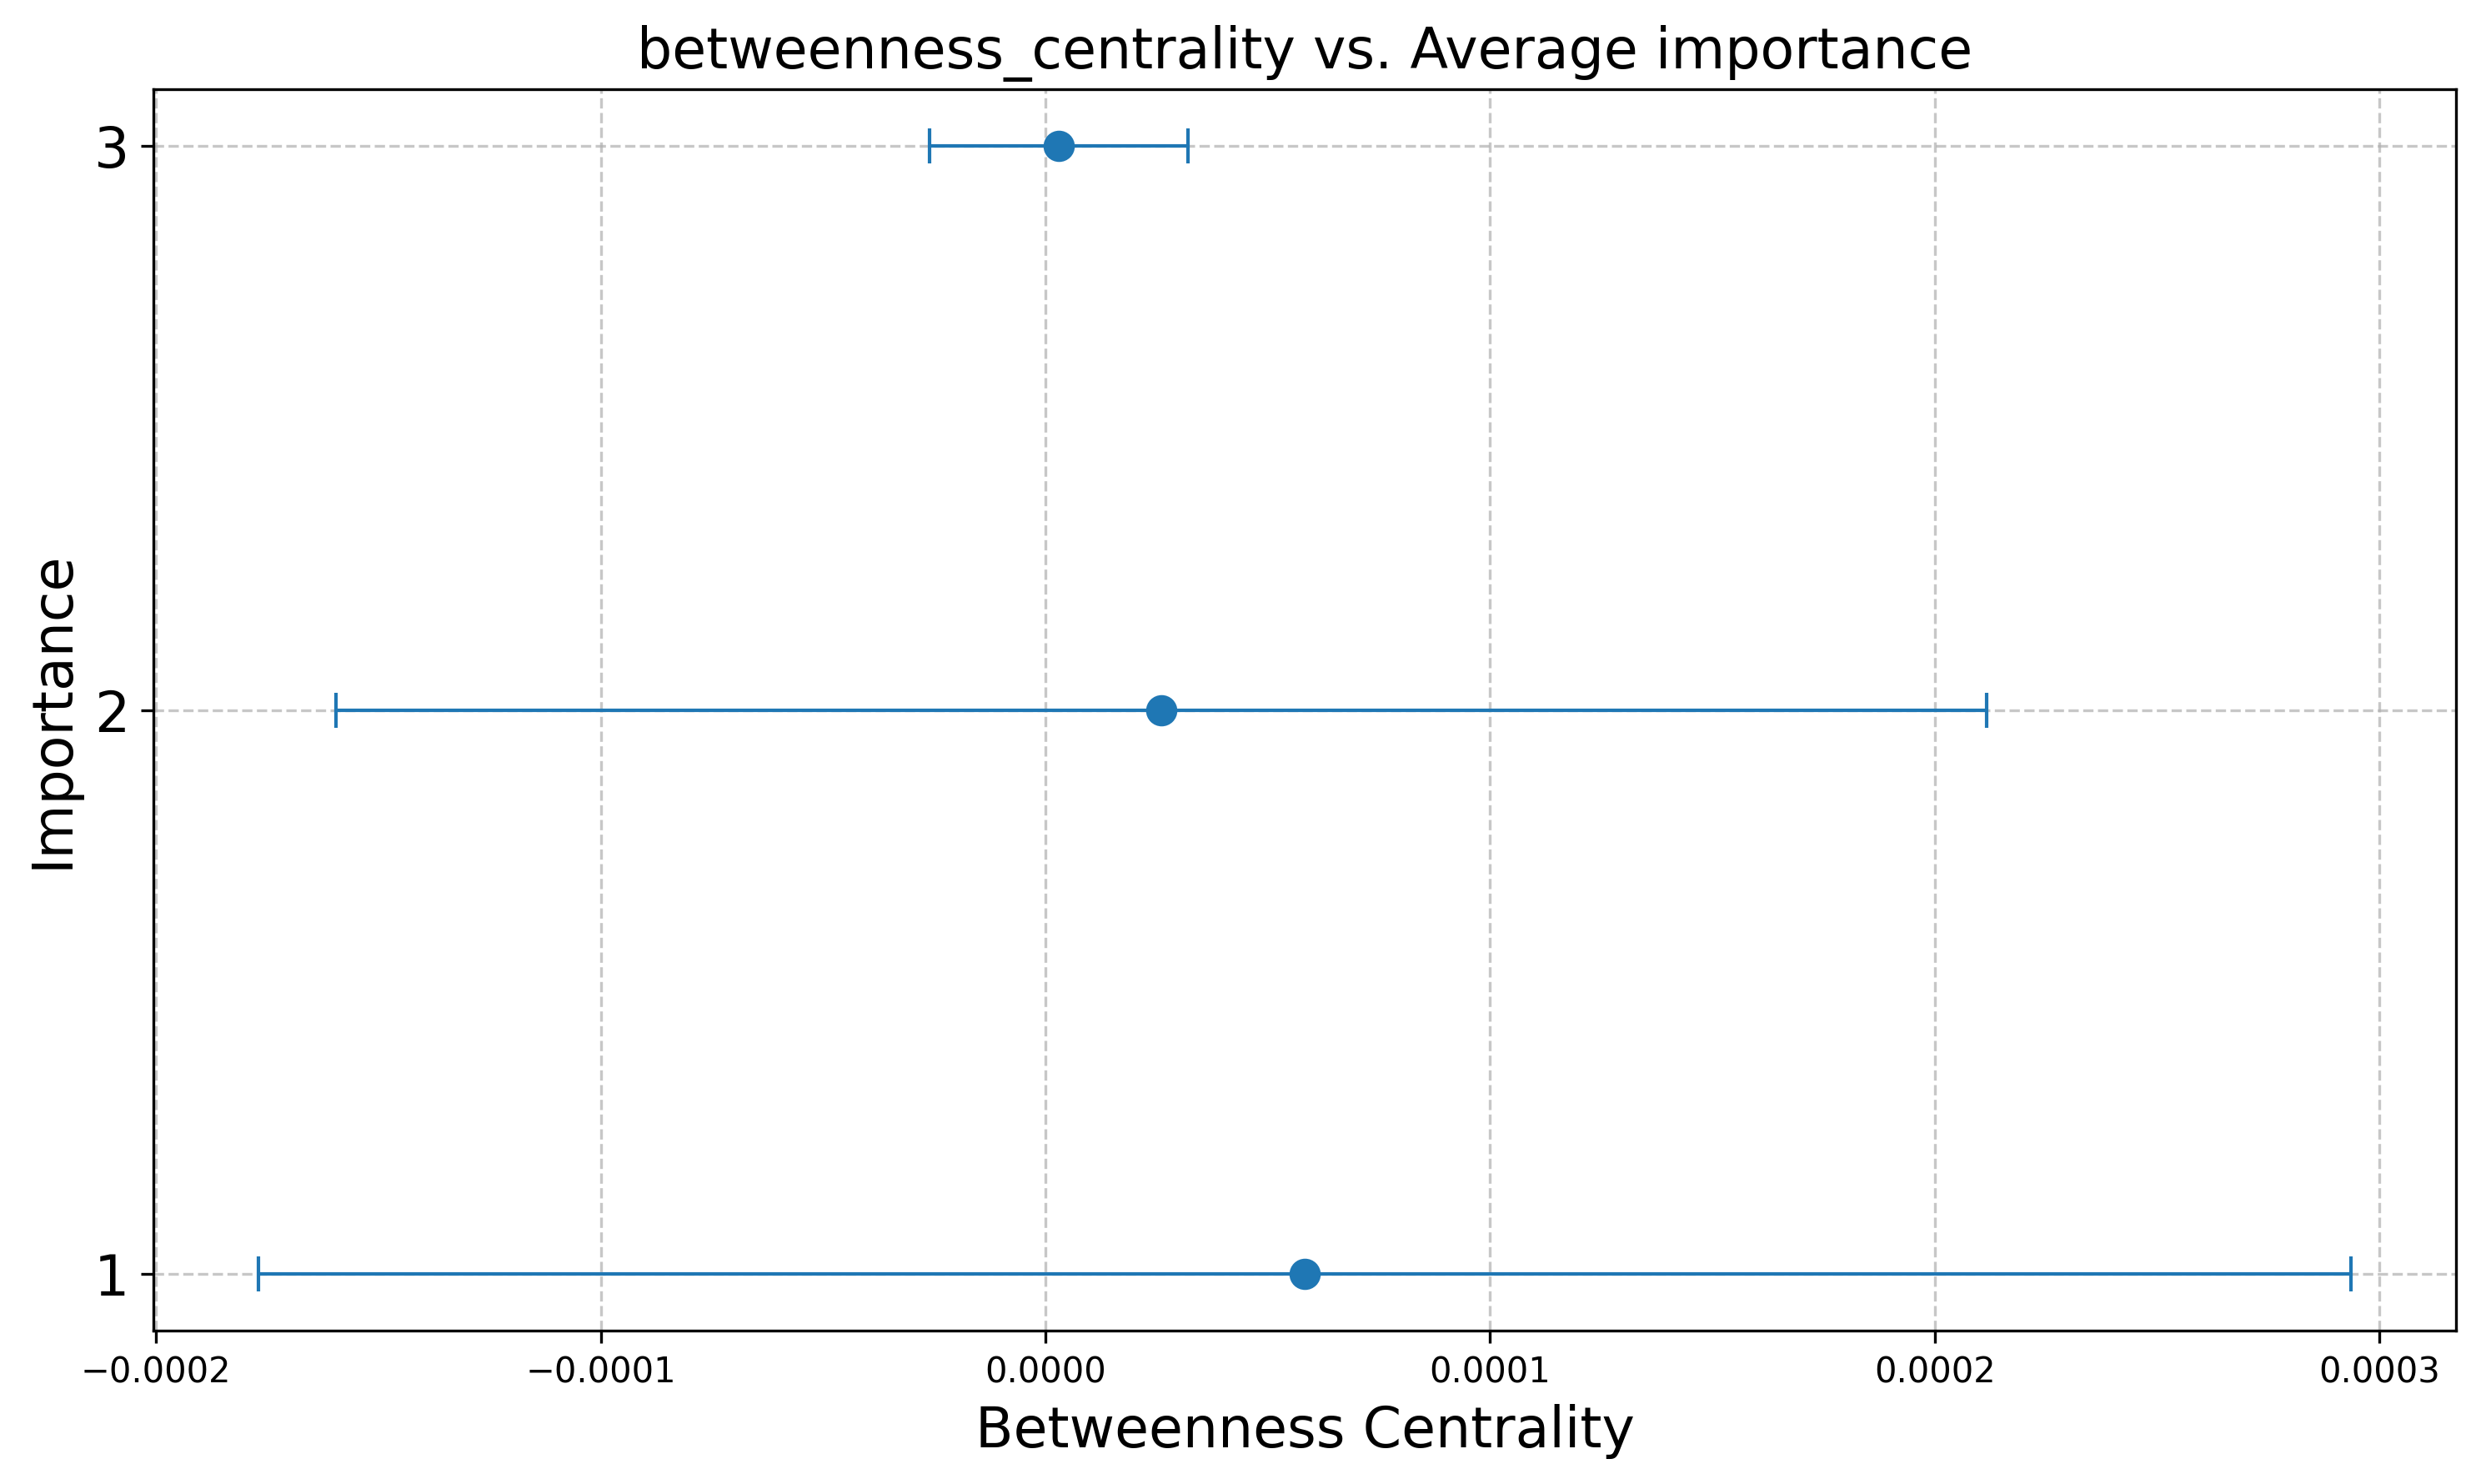 betweenness_centrality vs. Average importance
3
2
1
Importance
−0.0002 −0.0001 0.0000 0.0001 0.0002 0.0003
Betweenness Centrality